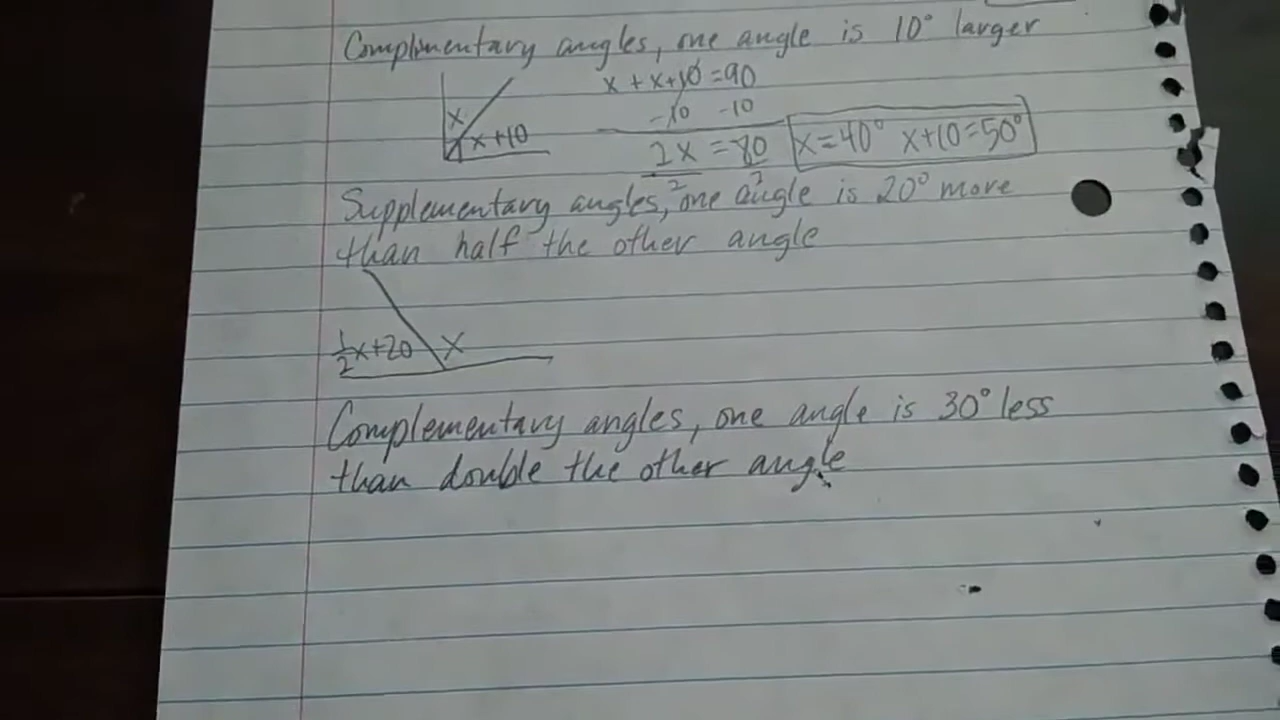 Complimentary angles, one angle is 10° larger
x + x+10 =90
x
-10 -10
x+10
2x = 80
x=40° x+10=50°
2 2
Supplementary angles, one angle is 20° more
than half the other angle
1/2x+20 x
Complementary angles, one angle is 30° less
than double the other angle